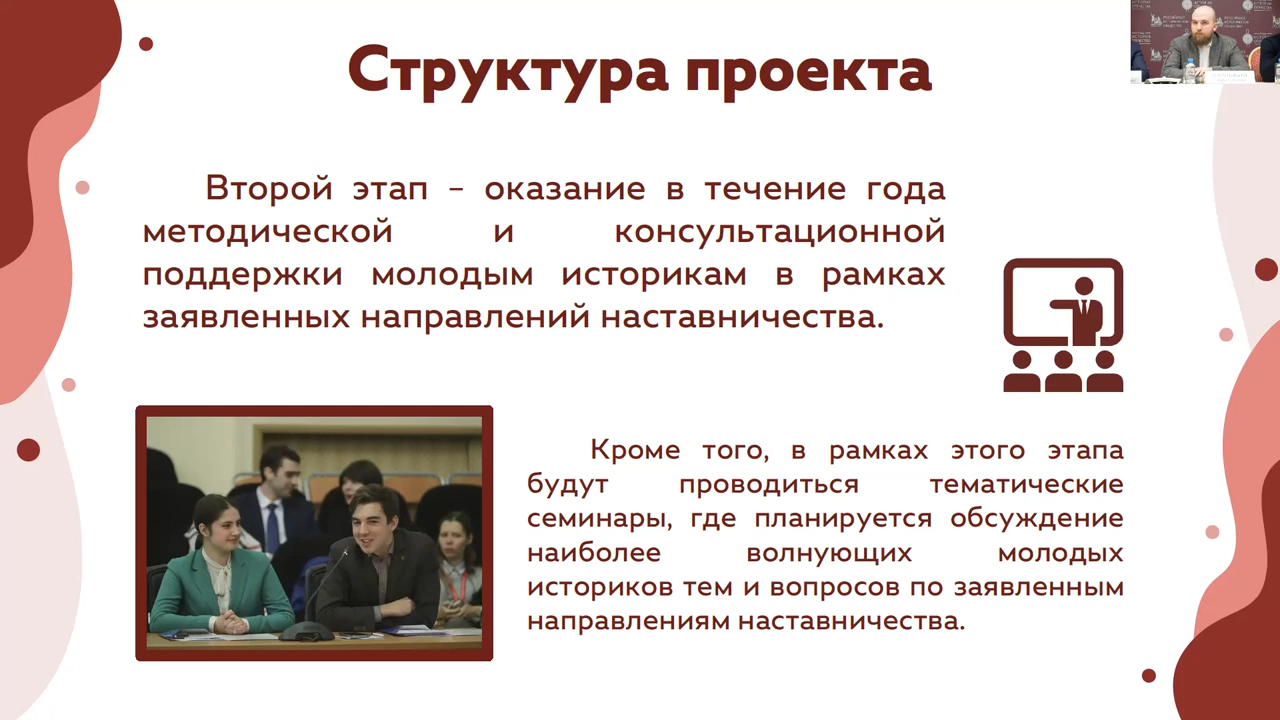 Структура проекта
Второй этап – оказание в течение года
методической и консультационной
поддержки молодым историкам в рамках
заявленных направлений наставничества.
Кроме того, в рамках этого этапа
будут проводиться тематические
семинары, где планируется обсуждение
наиболее волнующих молодых
историков тем и вопросов по заявленным
направлениям наставничества.